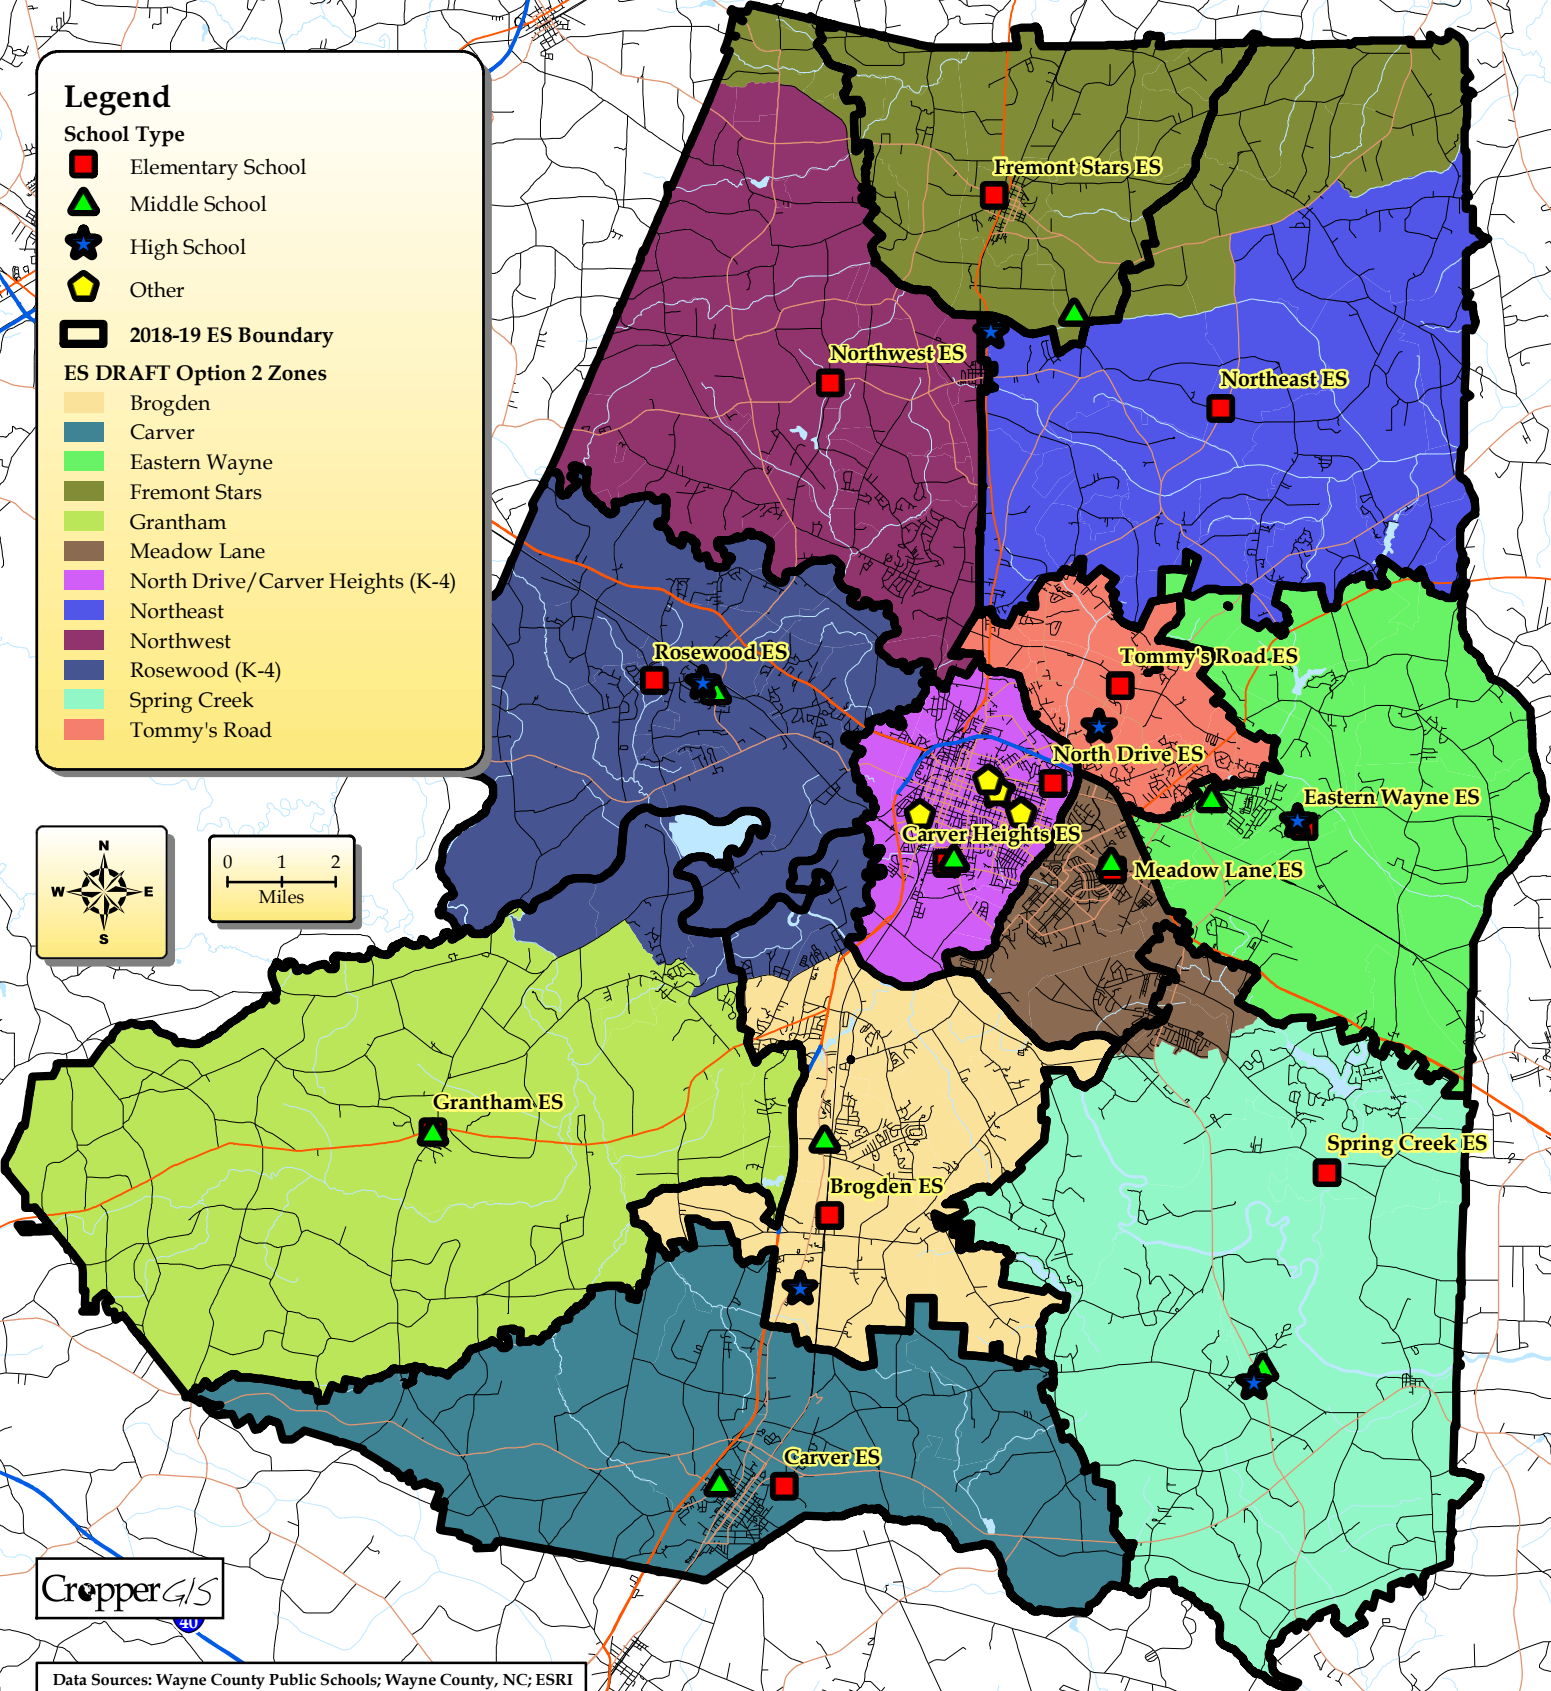 Legend
School Type
Elementary School
Middle School
High School
Other
2018-19 ES Boundary
ES DRAFT Option 2 Zones
Brogden
Carver
Eastern Wayne
Fremont Stars
Grantham
Meadow Lane
North Drive/Carver Heights (K-4)
Northeast
Northwest
Rosewood (K-4)
Spring Creek
Tommy's Road
Fremont Stars ES
Northwest ES
Northeast ES
Rosewood ES
Tommy's Road ES
North Drive ES
Eastern Wayne ES
Carver Heights ES
Meadow Lane ES
Grantham ES
Spring Creek ES
Brogden ES
Carver ES
N
W E
S
0 1 2
Miles
Cropper GIS
40
Data Sources: Wayne County Public Schools; Wayne County, NC; ESRI